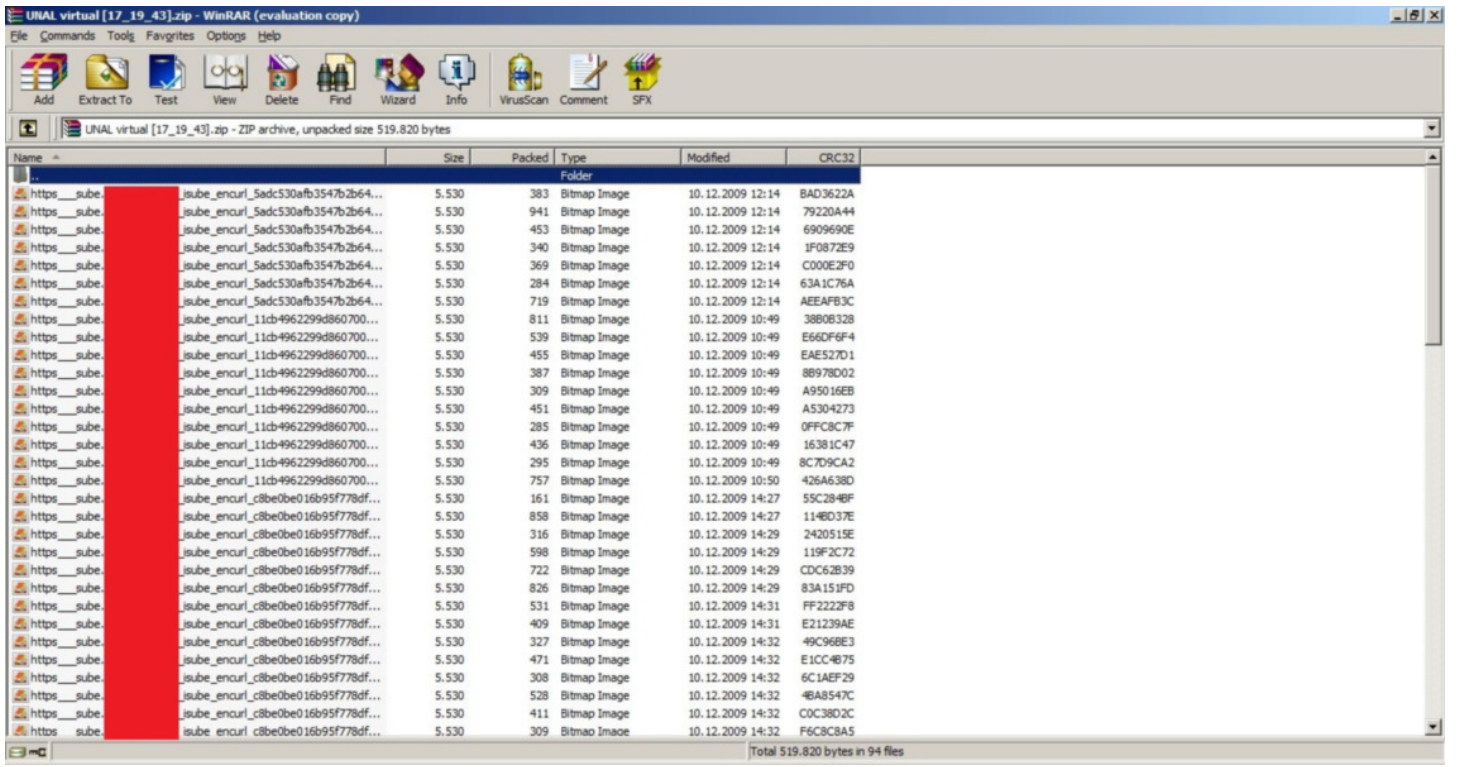 UNAL virtual [17_19_43].zip - WinRAR (evaluation copy)
File Commands Tools Favorites Options Help
Add Extract To Test View Delete Find Wizard Info VirusScan Comment SFX
UNAL virtual [17_19_43].zip - ZIP archive, unpacked size 519.820 bytes
Name Size Packed Type Modified CRC32
.. Folder
https___sube. _isube_encurl_5adc530afb3547b2b64... 5.530 383 Bitmap Image 10.12.2009 12:14 BAD3622A
https___sube. _isube_encurl_5adc530afb3547b2b64... 5.530 941 Bitmap Image 10.12.2009 12:14 79220A44
https___sube. _isube_encurl_5adc530afb3547b2b64... 5.530 453 Bitmap Image 10.12.2009 12:14 6909690E
https___sube. _isube_encurl_5adc530afb3547b2b64... 5.530 340 Bitmap Image 10.12.2009 12:14 1F0872E9
https___sube. _isube_encurl_5adc530afb3547b2b64... 5.530 369 Bitmap Image 10.12.2009 12:14 C000E2F0
https___sube. _isube_encurl_5adc530afb3547b2b64... 5.530 284 Bitmap Image 10.12.2009 12:14 63A1C76A
https___sube. _isube_encurl_5adc530afb3547b2b64... 5.530 719 Bitmap Image 10.12.2009 12:14 AEEAFB3C
https___sube. _isube_encurl_11cb4962299d860700... 5.530 811 Bitmap Image 10.12.2009 10:49 38B0B328
https___sube. _isube_encurl_11cb4962299d860700... 5.530 539 Bitmap Image 10.12.2009 10:49 E66DF6F4
https___sube. _isube_encurl_11cb4962299d860700... 5.530 455 Bitmap Image 10.12.2009 10:49 EAE527D1
https___sube. _isube_encurl_11cb4962299d860700... 5.530 387 Bitmap Image 10.12.2009 10:49 8B978D02
https___sube. _isube_encurl_11cb4962299d860700... 5.530 309 Bitmap Image 10.12.2009 10:49 A95016EB
https___sube. _isube_encurl_11cb4962299d860700... 5.530 451 Bitmap Image 10.12.2009 10:49 A5304273
https___sube. _isube_encurl_11cb4962299d860700... 5.530 285 Bitmap Image 10.12.2009 10:49 0FFC8C7F
https___sube. _isube_encurl_11cb4962299d860700... 5.530 436 Bitmap Image 10.12.2009 10:49 16381C47
https___sube. _isube_encurl_11cb4962299d860700... 5.530 295 Bitmap Image 10.12.2009 10:49 8C7D9CA2
https___sube. _isube_encurl_11cb4962299d860700... 5.530 757 Bitmap Image 10.12.2009 10:50 426A638D
https___sube. _isube_encurl_c8be0be016b95f778df... 5.530 161 Bitmap Image 10.12.2009 14:27 55C284BF
https___sube. _isube_encurl_c8be0be016b95f778df... 5.530 858 Bitmap Image 10.12.2009 14:27 114BD37E
https___sube. _isube_encurl_c8be0be016b95f778df... 5.530 316 Bitmap Image 10.12.2009 14:29 2420515E
https___sube. _isube_encurl_c8be0be016b95f778df... 5.530 598 Bitmap Image 10.12.2009 14:29 119F2C72
https___sube. _isube_encurl_c8be0be016b95f778df... 5.530 722 Bitmap Image 10.12.2009 14:29 CDC62B39
https___sube. _isube_encurl_c8be0be016b95f778df... 5.530 826 Bitmap Image 10.12.2009 14:29 83A151FD
https___sube. _isube_encurl_c8be0be016b95f778df... 5.530 531 Bitmap Image 10.12.2009 14:31 FF2222F8
https___sube. _isube_encurl_c8be0be016b95f778df... 5.530 409 Bitmap Image 10.12.2009 14:31 E21239AE
https___sube. _isube_encurl_c8be0be016b95f778df... 5.530 327 Bitmap Image 10.12.2009 14:32 49C96BE3
https___sube. _isube_encurl_c8be0be016b95f778df... 5.530 471 Bitmap Image 10.12.2009 14:32 E1CC4B75
https___sube. _isube_encurl_c8be0be016b95f778df... 5.530 308 Bitmap Image 10.12.2009 14:32 6C1AEF29
https___sube. _isube_encurl_c8be0be016b95f778df... 5.530 528 Bitmap Image 10.12.2009 14:32 4BA8547C
https___sube. _isube_encurl_c8be0be016b95f778df... 5.530 411 Bitmap Image 10.12.2009 14:32 C0C38D2C
https___sube. _isube_encurl_c8be0be016b95f778df... 5.530 309 Bitmap Image 10.12.2009 14:32 F6C8C8A5
Total 519.820 bytes in 94 files